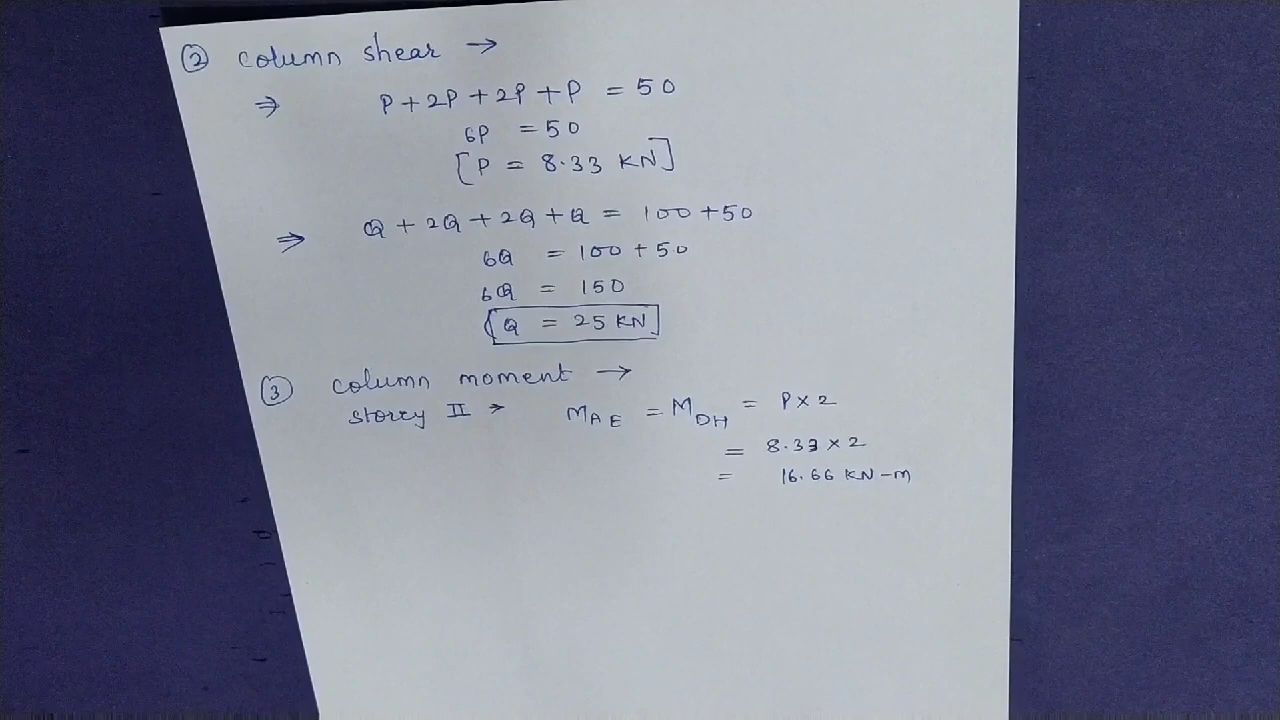 ② column shear →
⇒ P + 2P + 2P + P = 50
6P = 50
[P = 8.33 KN]
⇒ Q + 2Q + 2Q + Q = 100 + 50
6Q = 100 + 50
6Q = 150
[Q = 25 KN]
③ column moment →
storey II → MAE = MDH = P × 2
= 8.33 × 2
= 16.66 KN-m